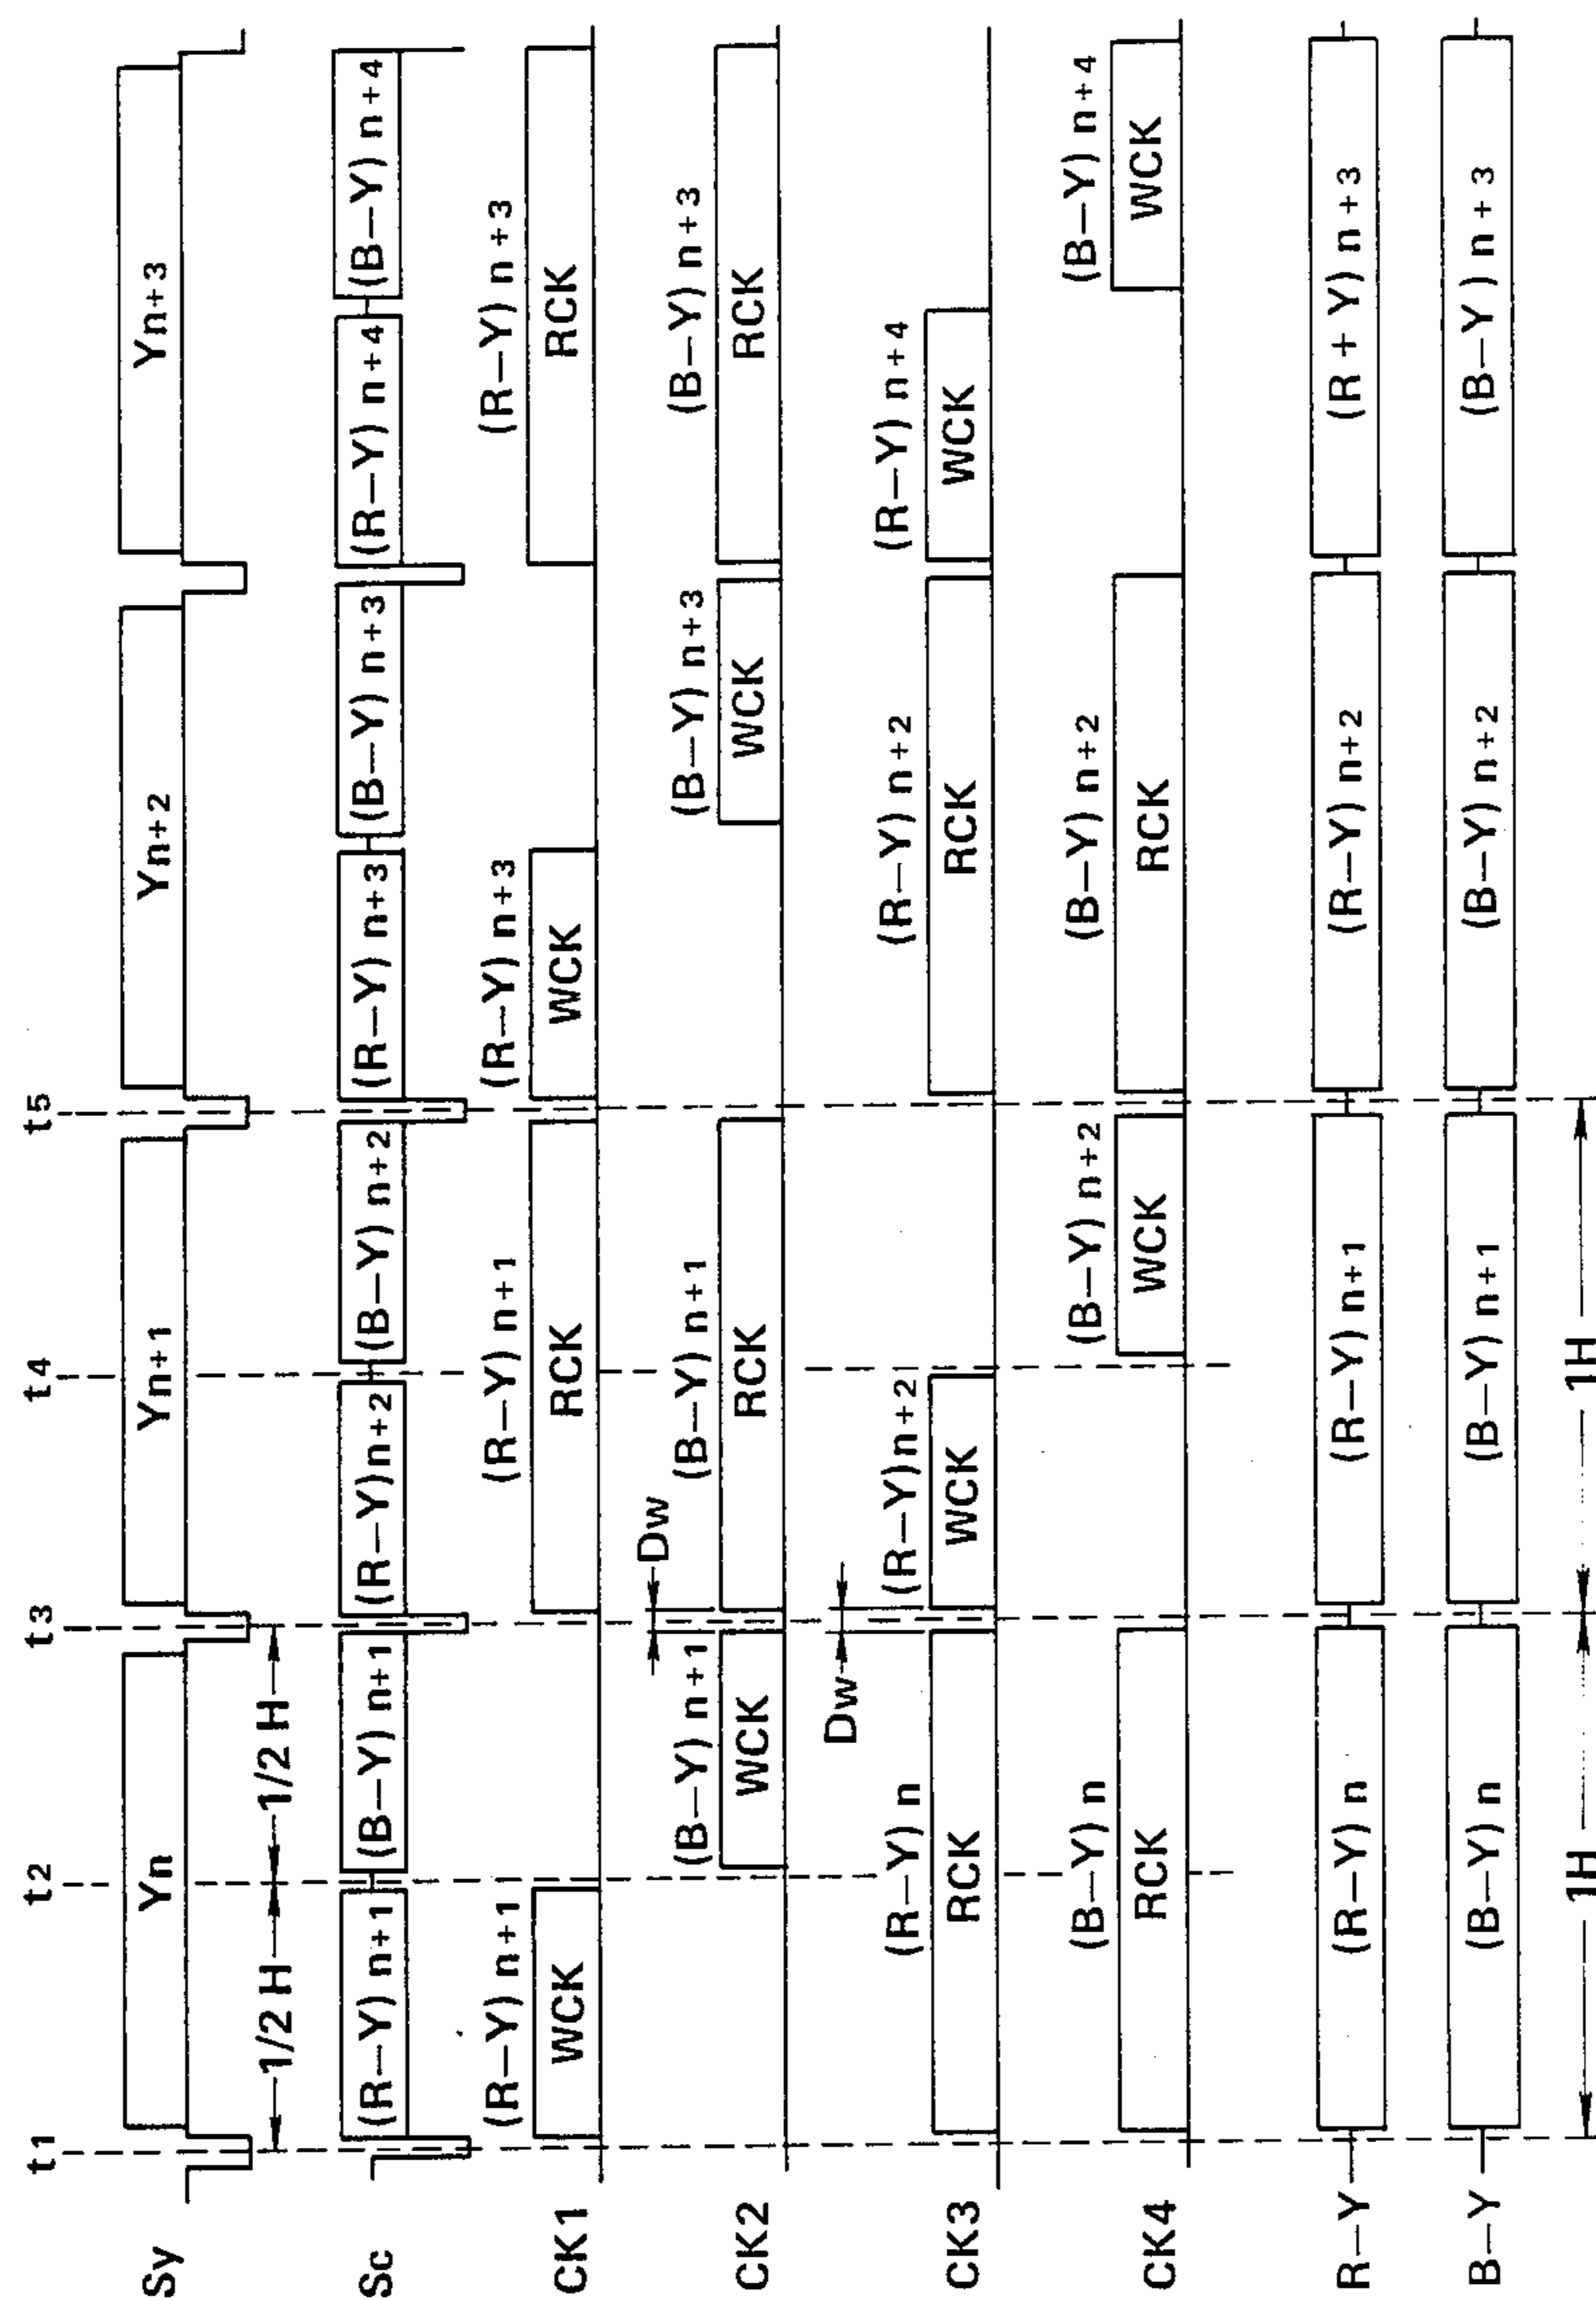 t1 t2 t3 t4 t5
Sy Yn Yn+1 Yn+2 Yn+3
1/2 H 1/2 H
Sc (R−Y) n+1 (B−Y) n+1 (R−Y) n+2 (B−Y) n+2 (R−Y) n+3 (B−Y) n+3 (R−Y) n+4 (B−Y) n+4
(R−Y) n+1 (R−Y) n+1 (R−Y) n+3 (R−Y) n+3
CK1 WCK RCK WCK RCK
Dw
(B−Y) n+1 (B−Y) n+1 (B−Y) n+3 (B−Y) n+3
CK2 WCK RCK WCK RCK
Dw
(R−Y) n (R−Y) n+2 (R−Y) n+2 (R−Y) n+4
CK3 RCK WCK RCK WCK
(B−Y) n (B−Y) n+2 (B−Y) n+2 (B−Y) n+4
CK4 RCK WCK RCK WCK
R−Y (R−Y) n (R−Y) n+1 (R−Y) n+2 (R + Y) n+3
B−Y (B−Y) n (B−Y) n+1 (B−Y) n+2 (B−Y) n+3
1H 1H